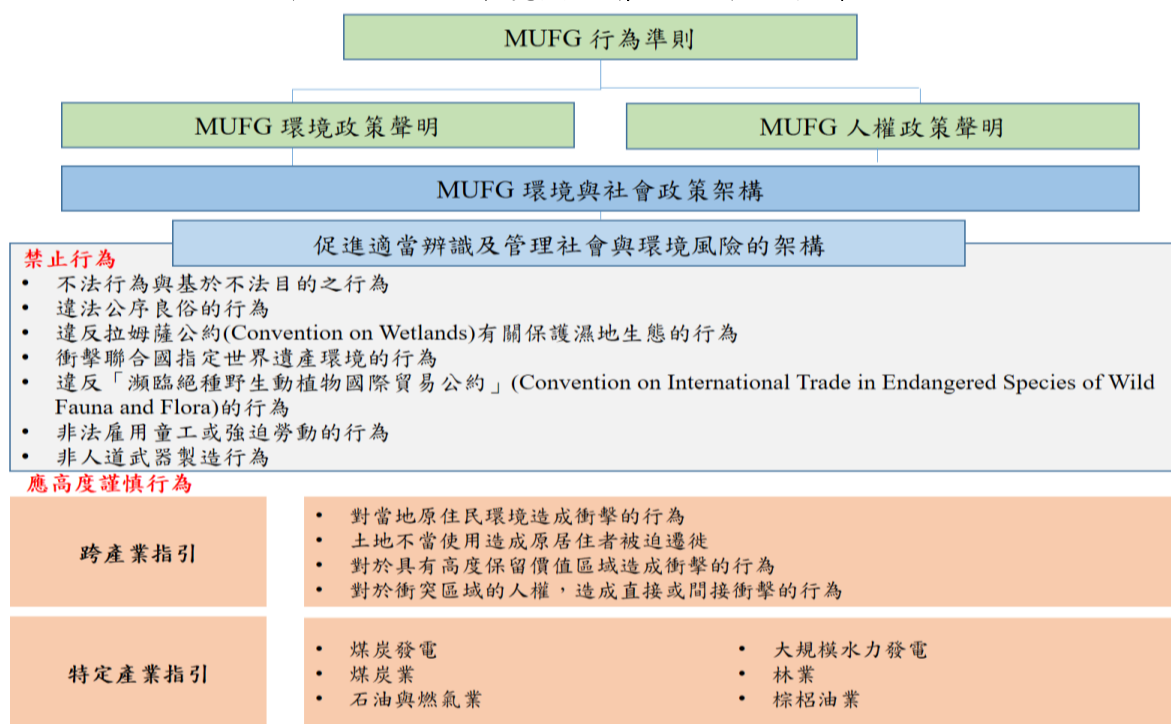 MUFG 行為準則
MUFG 環境政策聲明
MUFG 人權政策聲明
MUFG 環境與社會政策架構
促進適當辨識及管理社會與環境風險的架構
禁止行為
• 不法行為與基於不法目的之行為
• 違法公序良俗的行為
• 違反拉姆薩公約(Convention on Wetlands)有關保護濕地生態的行為
• 衝擊聯合國指定世界遺產環境的行為
• 違反「瀕臨絕種野生動植物國際貿易公約」(Convention on International Trade in Endangered Species of Wild
Fauna and Flora)的行為
• 非法雇用童工或強迫勞動的行為
• 非人道武器製造行為
應高度謹慎行為
跨產業指引
• 對當地原住民環境造成衝擊的行為
• 土地不當使用造成原居住者被迫遷徙
• 對於具有高度保留價值區域造成衝擊的行為
• 對於衝突區域的人權，造成直接或間接衝擊的行為
特定產業指引
• 煤炭發電
• 煤炭業
• 石油與燃氣業
• 大規模水力發電
• 林業
• 棕梠油業